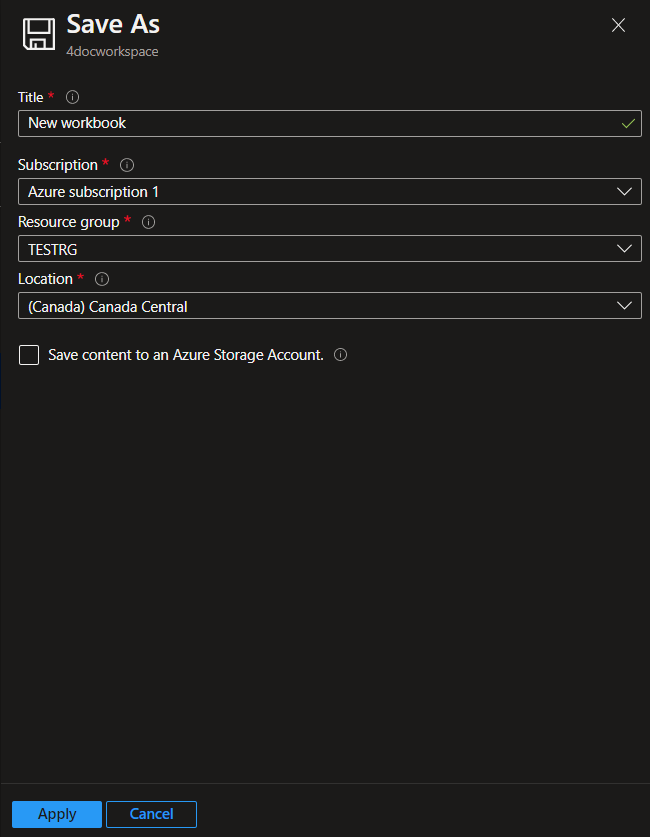 Save As
4docworkspace
Title *
New workbook
Subscription *
Azure subscription 1
Resource group *
TESTRG
Location *
(Canada) Canada Central
Save content to an Azure Storage Account.
Apply Cancel